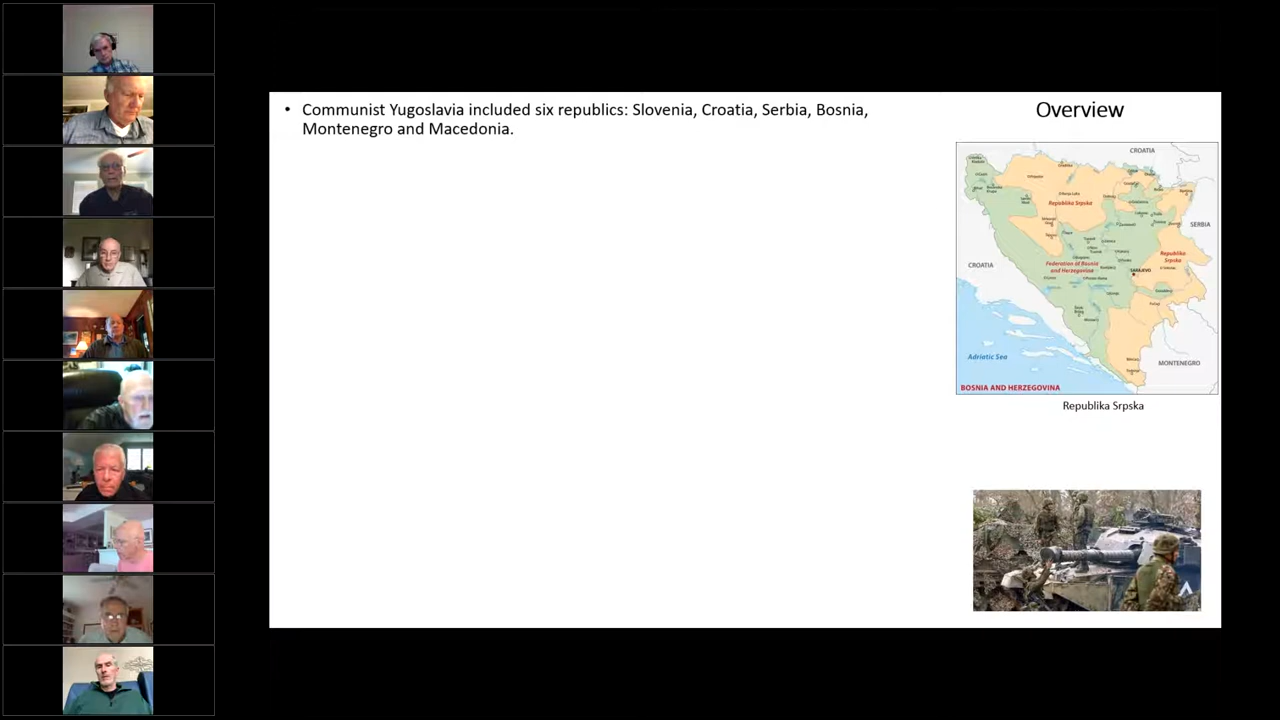 Overview
• Communist Yugoslavia included six republics: Slovenia, Croatia, Serbia, Bosnia,
Montenegro and Macedonia.
CROATIA
Republika Srpska
SERBIA
CROATIA
Federation of Bosnia
and Herzegovina
Republika
Srpska
SARAJEVO
Adriatic Sea
MONTENEGRO
BOSNIA AND HERZEGOVINA
Republika Srpska